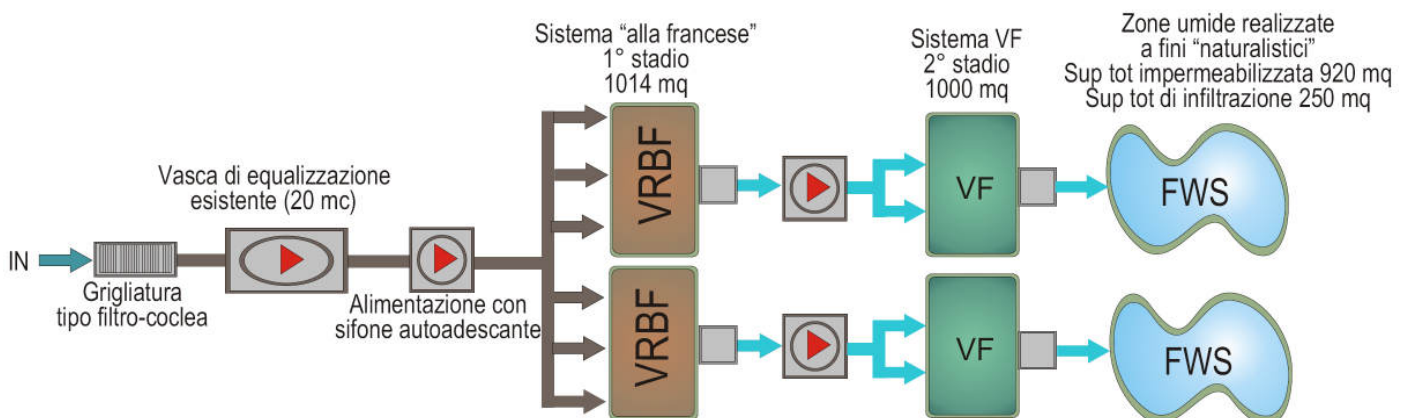 IN
Grigliatura
tipo filtro-coclea
Vasca di equalizzazione
esistente (20 mc)
Alimentazione con
sifone autoadescante
Sistema “alla francese”
1° stadio
1014 mq
VRBF
VRBF
Sistema VF
2° stadio
1000 mq
VF
VF
Zone umide realizzate
a fini “naturalistici”
Sup tot impermeabilizzata 920 mq
Sup tot di infiltrazione 250 mq
FWS
FWS